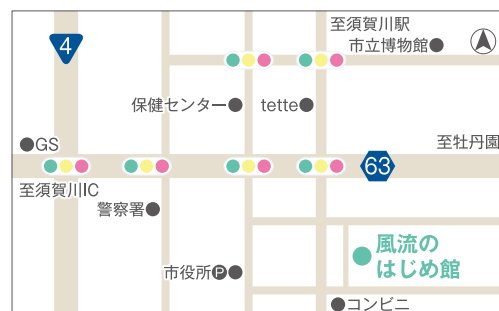 至須賀川駅
4
市立博物館
保健センター
tette
GS
至牡丹園
63
至須賀川IC
警察署
風流の
はじめ館
市役所P
コンビニ